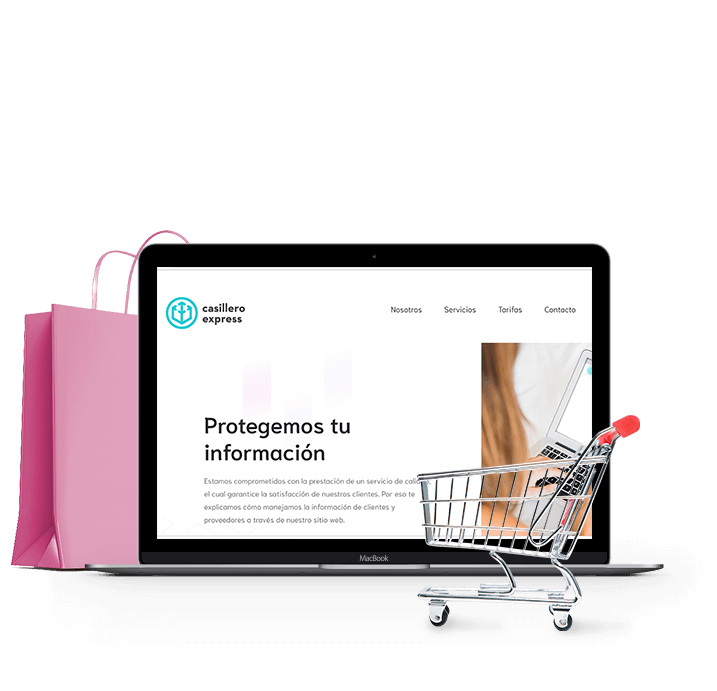 casillero
express
Nosotros Servicios Tarifas Contacto
Protegemos tu
información
Estamos comprometidos con la prestación de un servicio de
el cual garantice la satisfacción de nuestros clientes. Por eso te
explicamos cómo manejamos la información de clientes y
proveedores a través de nuestro sitio web.
MacBook